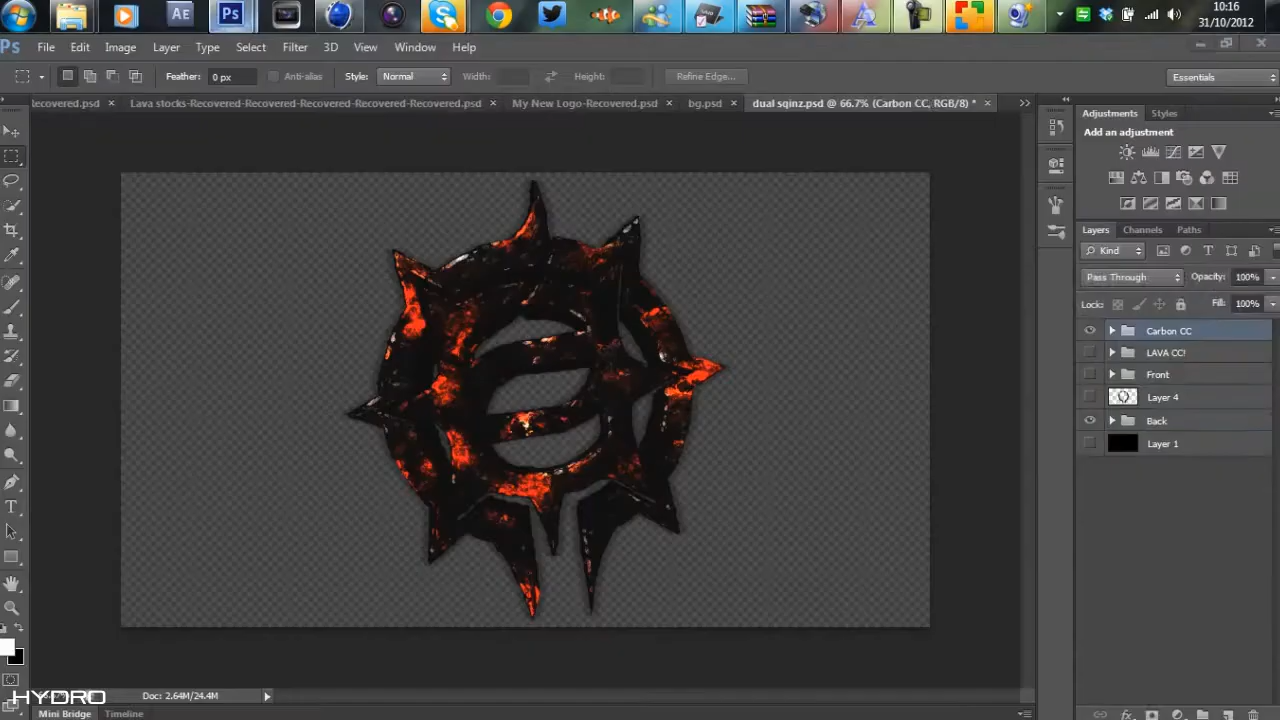 10:16
31/10/2012
Ps File Edit Image Layer Type Select Filter 3D View Window Help
Feather: 0 px Anti-alias Style: Normal Width: Height: Refine Edge... Essentials
Recovered.psd × Lava stocks-Recovered-Recovered-Recovered-Recovered.psd × My New Logo-Recovered.psd × bg.psd × dual sqinz.psd @ 66.7% (Carbon CC, RGB/8) * ×
Adjustments Styles
Add an adjustment
Layers Channels Paths
Kind
Pass Through Opacity: 100%
Lock: Fill: 100%
Carbon CC
LAVA CC!
Front
Layer 4
Back
Layer 1
HYDRO
Doc: 2.64M/24.4M
Mini Bridge Timeline